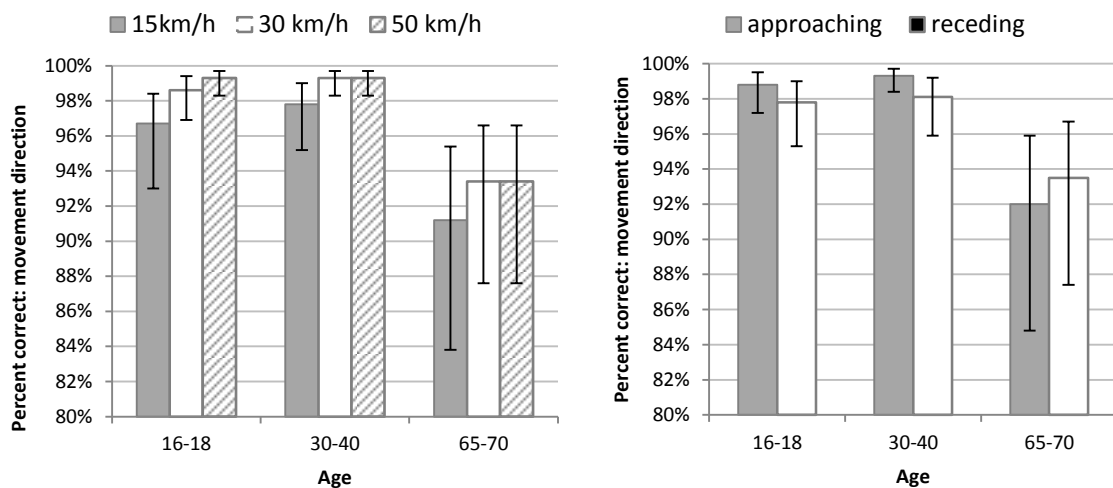 15km/h 30 km/h 50 km/h
Percent correct: movement direction
100%
98%
96%
94%
92%
90%
88%
86%
84%
82%
80%
16-18 30-40 65-70
Age
approaching receding
Percent correct: movement direction
100%
98%
96%
94%
92%
90%
88%
86%
84%
82%
80%
16-18 30-40 65-70
Age